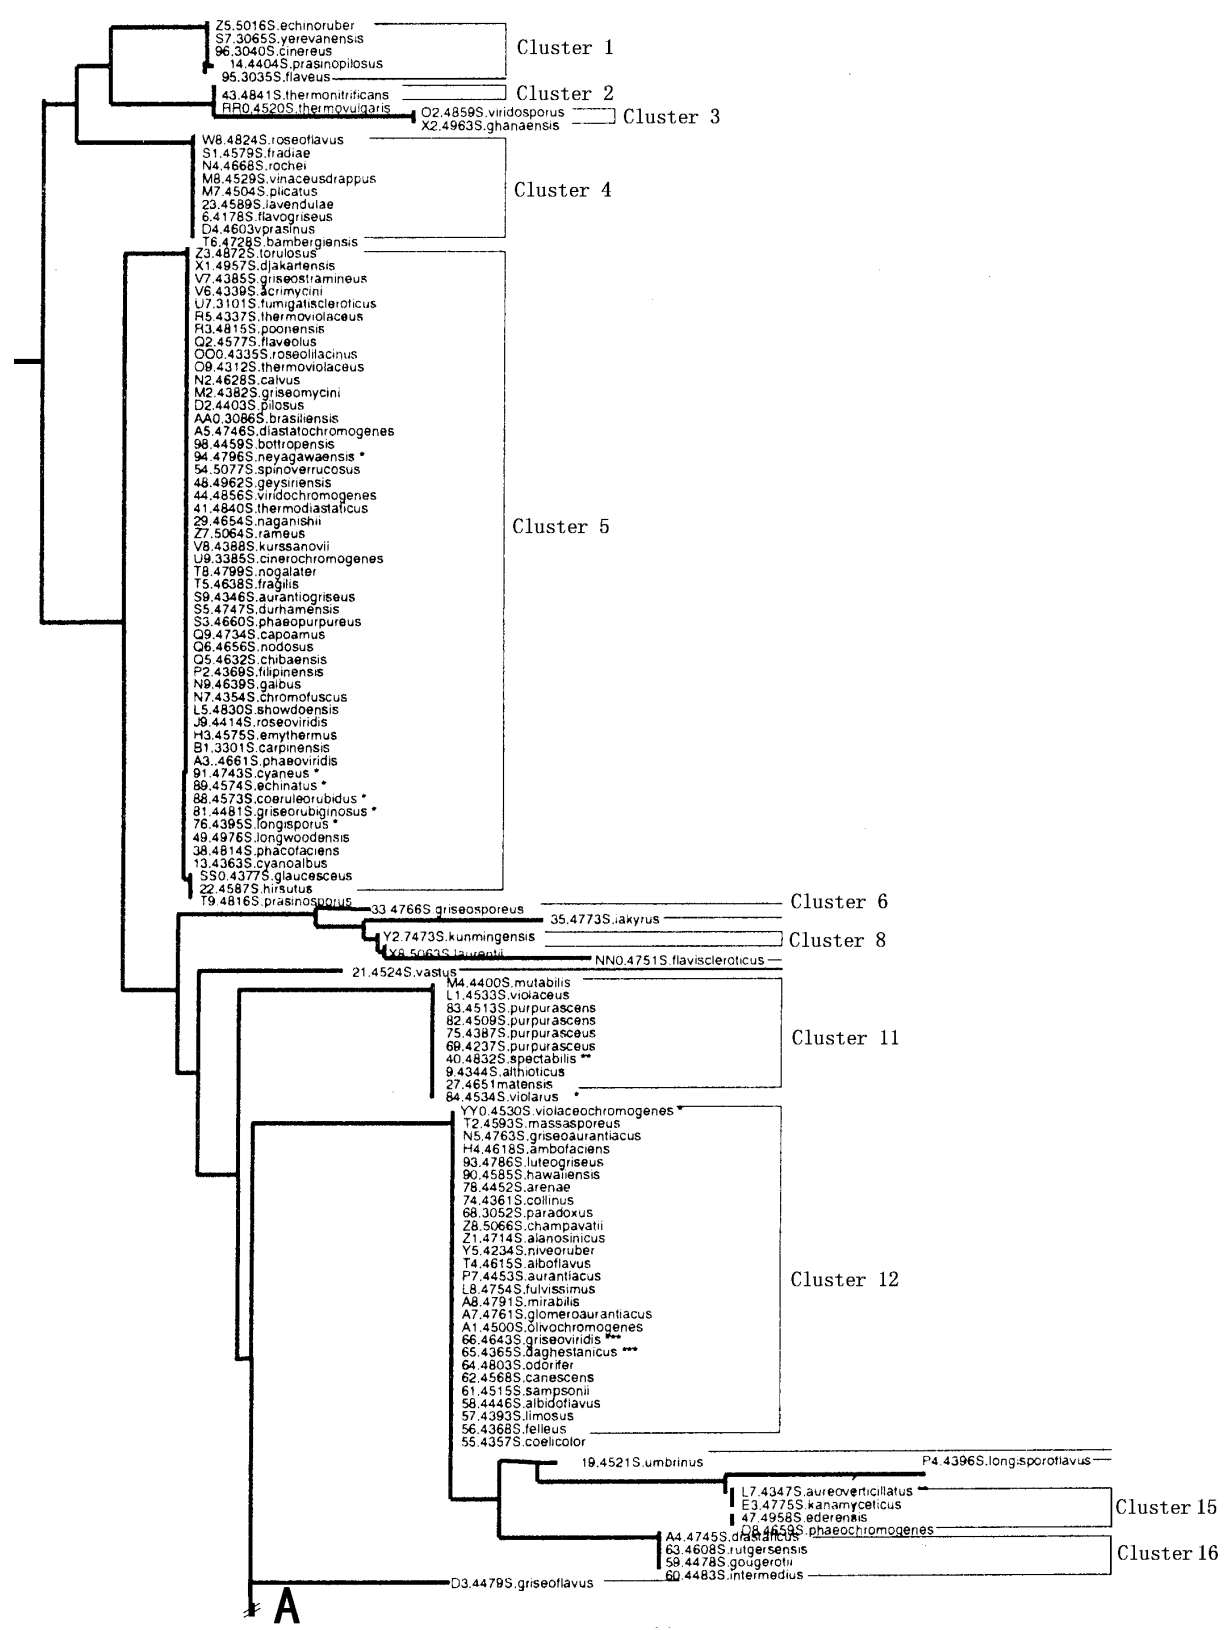 Z5.5016S.echinoruber
S7.3065S.yerevanensis
96.3040S.cinereus
14.4404S.prasinopilosus
95.3035S.flaveus
Cluster 1
43.4841S.thermonitrificans
RR0.4520S.thermovulgaris
Cluster 2
O2.4859S.viridosporus
X2.4963S.ghanaensis
Cluster 3
W8.4824S.roseoflavus
S1.4579S.fradiae
N4.4668S.rochei
M8.4529S.vinaceusdrappus
M7.4504S.plicatus
23.4589S.lavendulae
6.4178S.flavogriseus
D4.4603vprasinus
T6.4728S.bambergiensis
Cluster 4
Z3.4872S.torulosus
X1.4957S.djakartensis
V7.4385S.griseostramineus
V6.4339S.acrimycini
U7.3101S.fumigatiscleroticus
R5.4337S.thermoviolaceus
R3.4815S.poonensis
Q2.4577S.flaveolus
OO0.4335S.roseolilacinus
O9.4312S.thermoviolaceus
N2.4628S.calvus
M2.4382S.griseomycini
D2.4403S.pilosus
AA0.3086S.brasiliensis
A5.4746S.diastatochromogenes
98.4459S.bottropensis
94.4796S.neyagawaensis *
54.5077S.spinoverrucosus
48.4962S.geysiriensis
44.4856S.viridochromogenes
41.4840S.thermodiastaticus
29.4654S.naganishii
Z7.5064S.rameus
V8.4388S.kurssanovii
U9.3385S.cinerochromogenes
T8.4799S.nogalater
T5.4638S.fragilis
S9.4346S.aurantiogriseus
S5.4747S.durhamensis
S3.4660S.phaeopurpureus
Q9.4734S.capoamus
Q6.4656S.nodosus
Q5.4632S.chibaensis
P2.4369S.filipinensis
N9.4639S.galbus
N7.4354S.chromofuscus
L5.4830S.showdoensis
J9.4414S.roseoviridis
H3.4575S.emythermus
B1.3301S.carpinensis
A3..4661S.phaeoviridis
91.4743S.cyaneus *
89.4574S.echinatus *
88.4573S.coeruleorubidus *
81.4481S.griseorubiginosus *
76.4395S.longisporus *
49.4976S.longwoodensis
38.4814S.phacofaciens
13.4363S.cyanoalbus
SS0.4377S.glaucesceus
22.4587S.hirsutus
T9.4816S.prasinosporus
Cluster 5
33.4766S.griseosporeus
Cluster 6
35.4773S.iakyrus
Y2.7473S.kunmingensis
X8.5063S.laurentii
Cluster 8
NN0.4751S.flaviscleroticus
21.4524S.vastus
M4.4400S.mutabilis
L1.4533S.violaceus
83.4513S.purpurascens
82.4509S.purpurascens
75.4387S.purpurasceus
69.4237S.purpurasceus
40.4832S.spectabilis **
9.4344S.althioticus
27.4651matensis
84.4534S.violarus *
Cluster 11
YY0.4530S.violaceochromogenes *
T2.4593S.massasporeus
N5.4763S.griseoaurantiacus
H4.4618S.ambofaciens
93.4786S.luteogriseus
90.4585S.hawaiiensis
78.4452S.arenae
74.4361S.collinus
68.3052S.paradoxus
Z8.5066S.champavatii
Z1.4714S.alanosinicus
Y5.4234S.niveoruber
T4.4615S.alboflavus
P7.4453S.aurantiacus
L8.4754S.fulvissimus
A8.4791S.mirabilis
A7.4761S.glomeroaurantiacus
A1.4500S.olivochromogenes
66.4643S.griseoviridis ***
65.4365S.daghestanicus ***
64.4803S.odorifer
62.4568S.canescens
61.4515S.sampsonii
58.4446S.albidoflavus
57.4393S.limosus
56.4368S.felleus
55.4357S.coelicolor
Cluster 12
19.4521S.umbrinus
P4.4396S.longisporoflavus
L7.4347S.aureoverticillatus **
E3.4775S.kanamyceticus
47.4958S.ederensis
D8.4659S.phaeochromogenes
Cluster 15
A4.4745S.diastaticus
63.4608S.rutgersensis
59.4478S.gougerotii
60.4483S.intermedius
Cluster 16
D3.4479S.griseoflavus
A